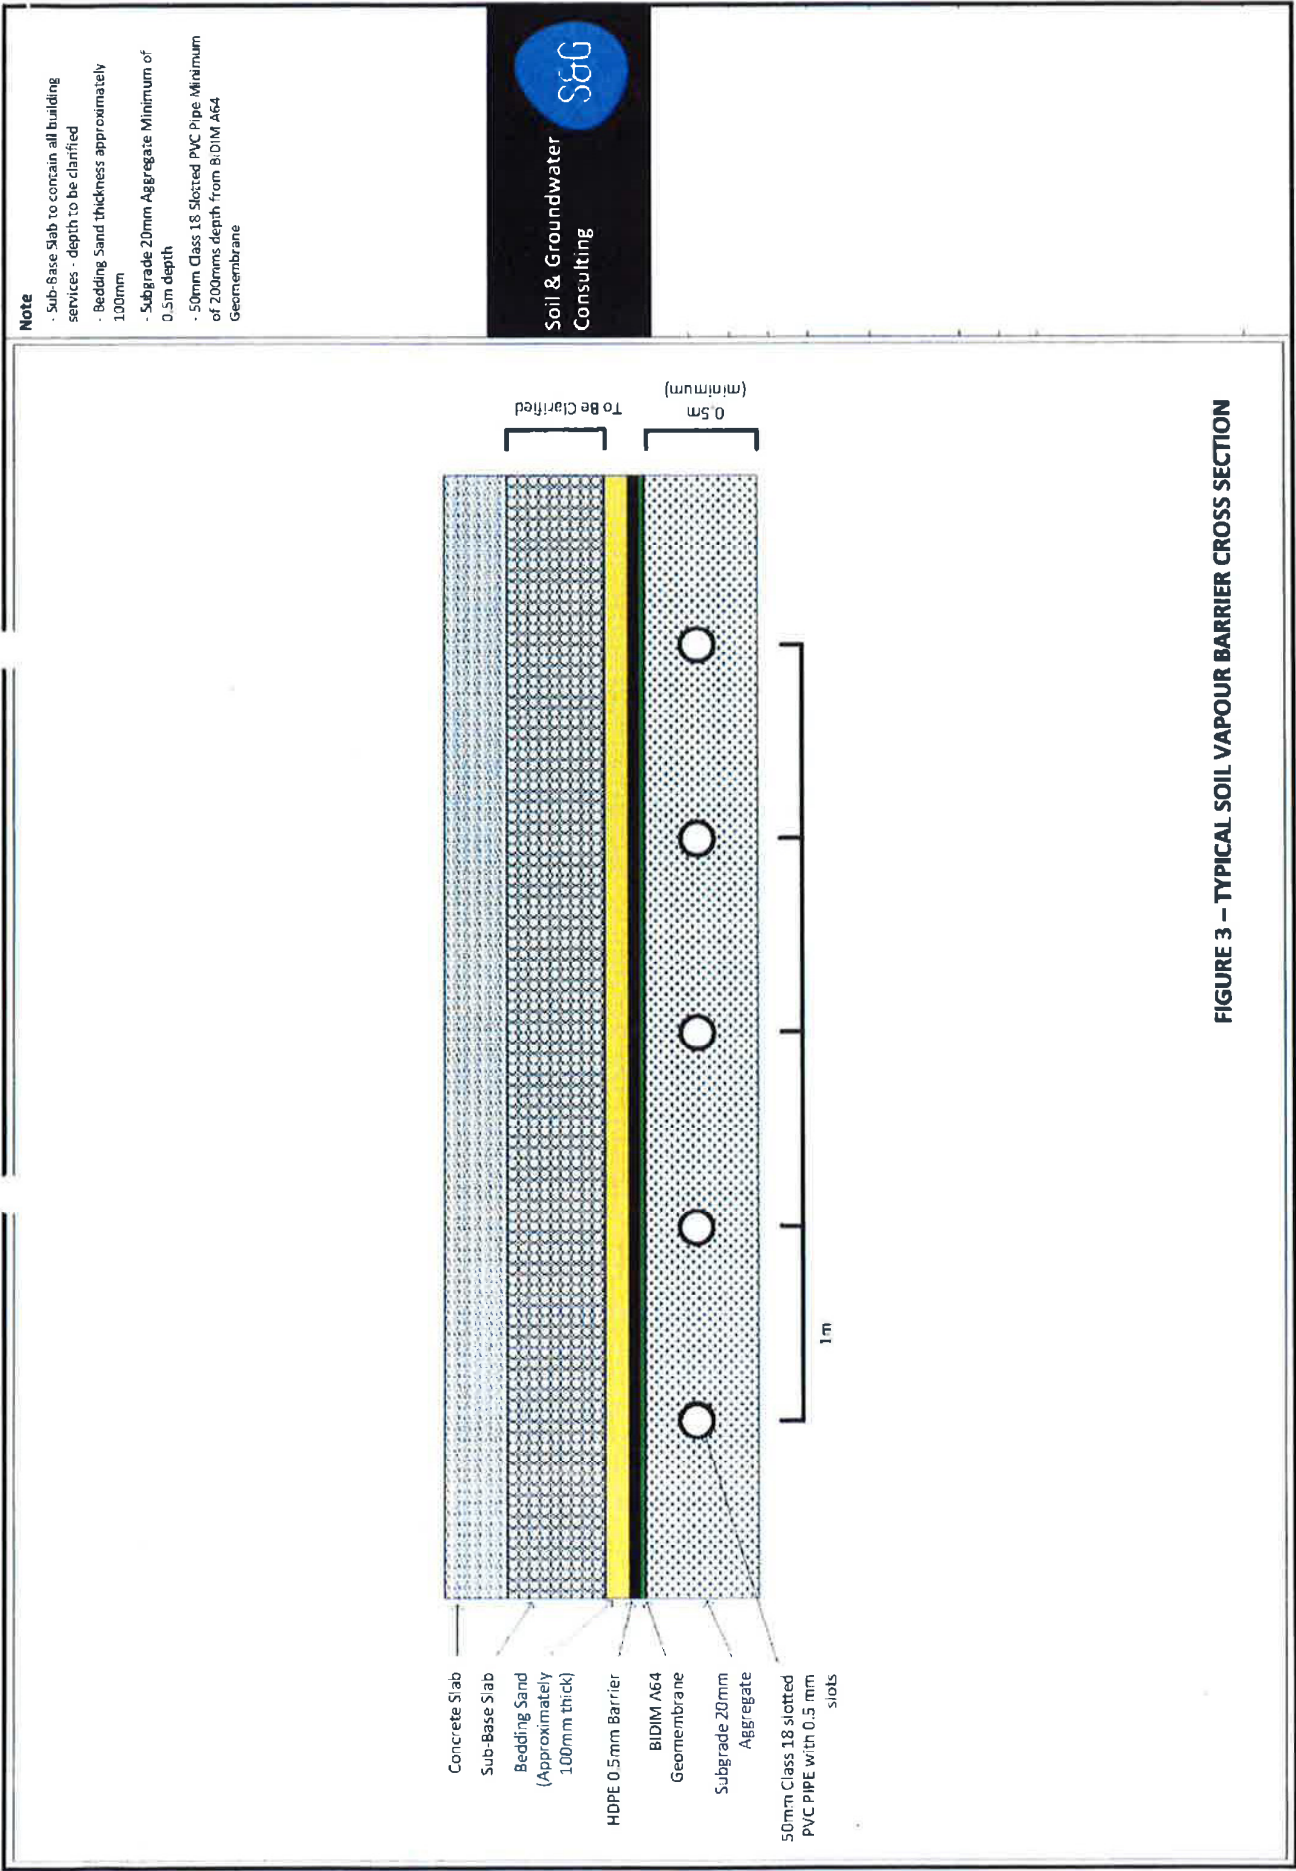 Note
- Sub-Base Slab to contain all building
services - depth to be clarified
- Bedding Sand thickness approximately
100mm
- Subgrade 20mm Aggregate Minimum of
0.5m depth
- 50mm Class 18 Slotted PVC Pipe Minimum
of 200mms depth from BIDIM A64
Geomembrane
Soil & Groundwater
Consulting
S&G
Concrete Slab
Sub-Base Slab
Bedding Sand
(Approximately
100mm thick)
HDPE 0.5mm Barrier
BIDIM A64
Geomembrane
Subgrade 20mm
Aggregate
50mm Class 18 slotted
PVC PIPE with 0.5 mm
slots
To Be Clarified
0.5m
(minimum)
1m
FIGURE 3 – TYPICAL SOIL VAPOUR BARRIER CROSS SECTION